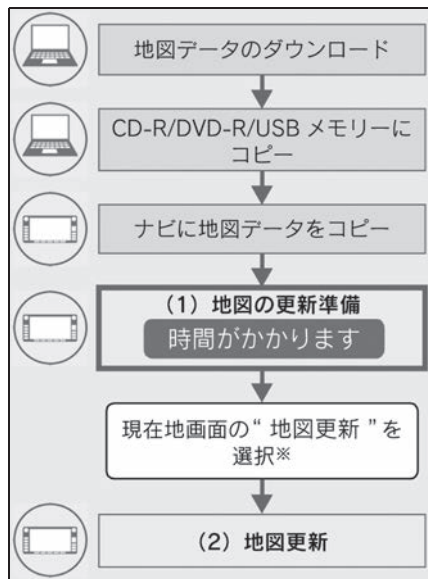 地図データのダウンロード
CD-R/DVD-R/USB メモリーに
コピー
ナビに地図データをコピー
(1) 地図の更新準備
時間がかかります
現在地画面の“ 地図更新 ”を
選択※
(2) 地図更新